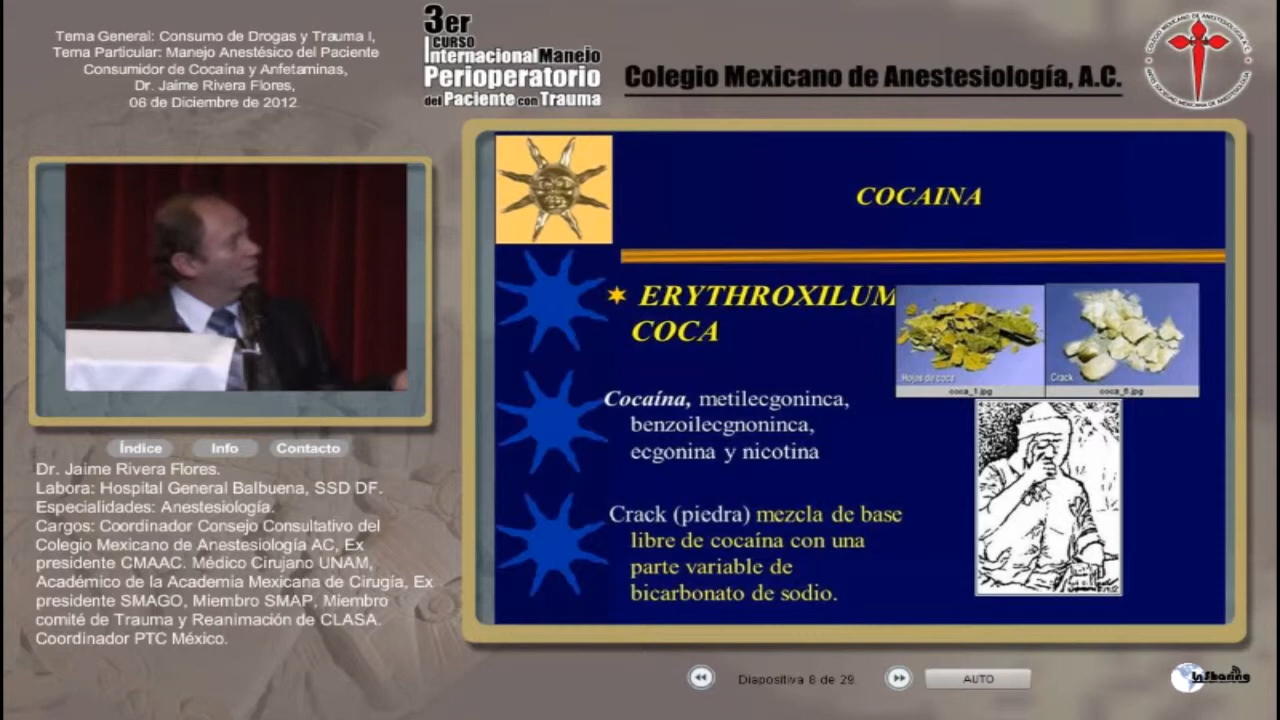 Tema General: Consumo de Drogas y Trauma I,
Tema Particular: Manejo Anestésico del Paciente
Consumidor de Cocaína y Anfetaminas,
Dr. Jaime Rivera Flores,
06 de Diciembre de 2012
3er
CURSO
Internacional Manejo
Perioperatorio
del Paciente con Trauma
Colegio Mexicano de Anestesiología, A.C.
COCAINA
ERYTHROXILUM
COCA
Hojas de coca
Crack
coca_1.jpg
coca_6.jpg
Cocaína, metilecgoninca,
benzoilecgnoninca,
ecgonina y nicotina
Crack (piedra) mezcla de base
libre de cocaína con una
parte variable de
bicarbonato de sodio.
Índice
Info
Contacto
Dr. Jaime Rivera Flores.
Labora: Hospital General Balbuena, SSD DF.
Especialidades: Anestesiología.
Cargos: Coordinador Consejo Consultativo del
Colegio Mexicano de Anestesiología AC, Ex
presidente CMAAC. Médico Cirujano UNAM,
Académico de la Academia Mexicana de Cirugía, Ex
presidente SMAGO, Miembro SMAP, Miembro
comité de Trauma y Reanimación de CLASA.
Coordinador PTC México.
Diapositiva 8 de 29
AUTO
InSharing